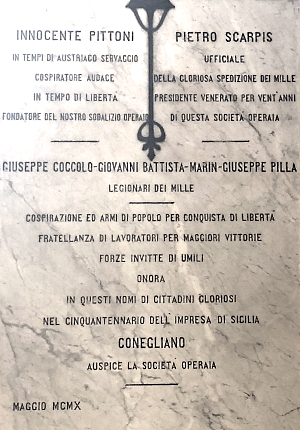 INNOCENTE PITTONI
IN TEMPI DI AUSTRIACO SERVAGGIO
COSPIRATORE AUDACE
IN TEMPO DI LIBERTÀ
FONDATORE DEL NOSTRO SODALIZIO OPERAIO
PIETRO SCARPIS
UFFICIALE
DELLA GLORIOSA SPEDIZIONE DEI MILLE
PRESIDENTE VENERATO PER VENT'ANNI
DI QUESTA SOCIETÀ OPERAIA
GIUSEPPE COCCOLO-GIOVANNI BATTISTA-MARIN-GIUSEPPE PILLA
LEGIONARI DEI MILLE
COSPIRAZIONE ED ARMI DI POPOLO PER CONQUISTA DI LIBERTÀ
FRATELLANZA DI LAVORATORI PER MAGGIORI VITTORIE
FORZE INVITTE DI UMILI
ONORA
IN QUESTI NOMI DI CITTADINI GLORIOSI
NEL CINQUANTENNARIO DELL'IMPRESA DI SICILIA
CONEGLIANO
AUSPICE LA SOCIETÀ OPERAIA
MAGGIO MCMX